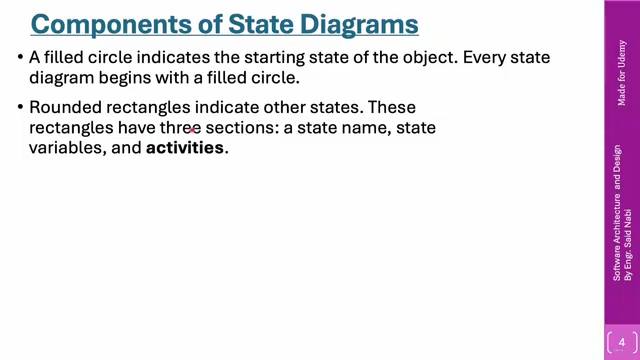 Components of State Diagrams
• A filled circle indicates the starting state of the object. Every state
diagram begins with a filled circle.
• Rounded rectangles indicate other states. These
rectangles have three sections: a state name, state
variables, and activities.
Made for Udemy
Software Architecture and Design
By Engr. Said Nabi
4